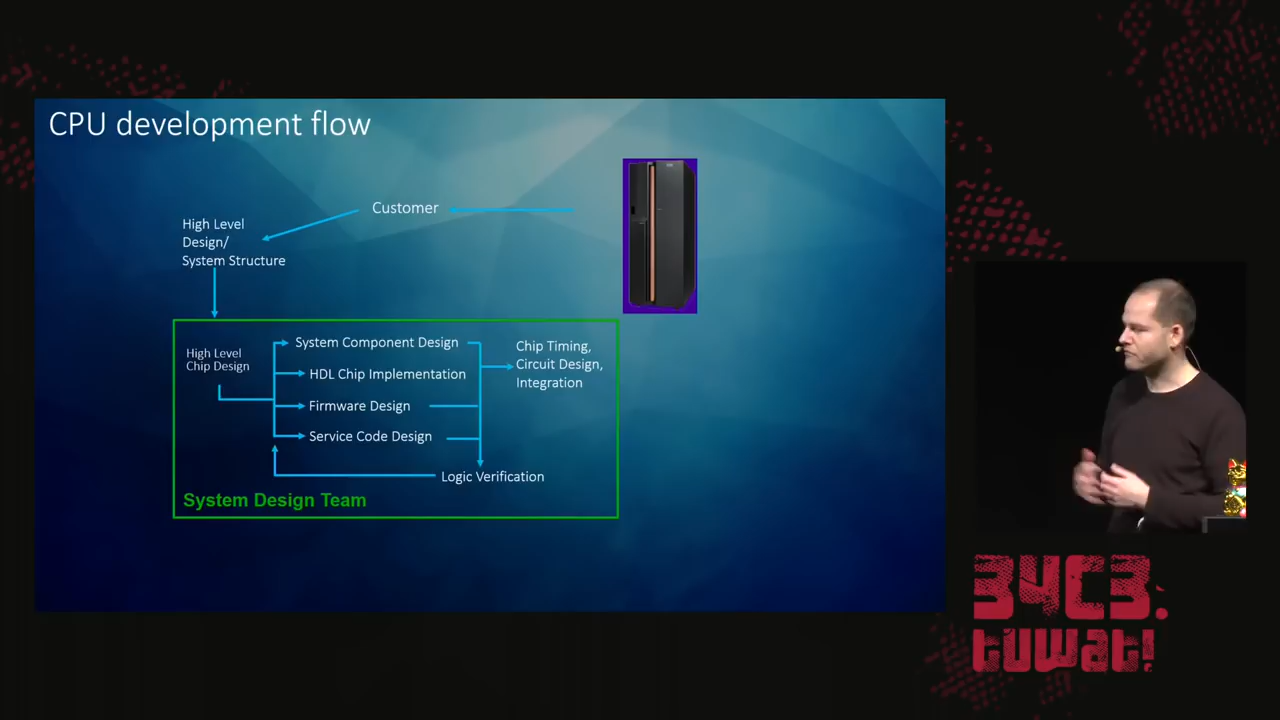 CPU development flow
Customer
High Level
Design/
System Structure
High Level
Chip Design
System Component Design
HDL Chip Implementation
Firmware Design
Service Code Design
Chip Timing,
Circuit Design,
Integration
Logic Verification
System Design Team
34C3.
tuwat!